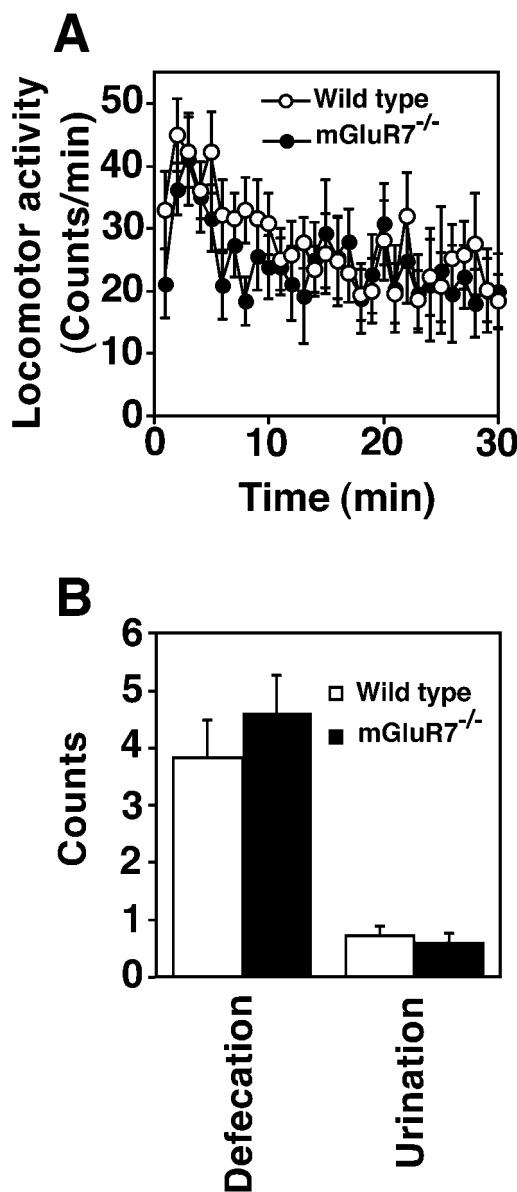 A
Locomotor activity
(Counts/min)
50
40
30
20
10
0
Wild type
mGluR7-/-
0 10 20 30
Time (min)
B
Counts
6
5
4
3
2
1
0
Wild type
mGluR7-/-
Defecation
Urination